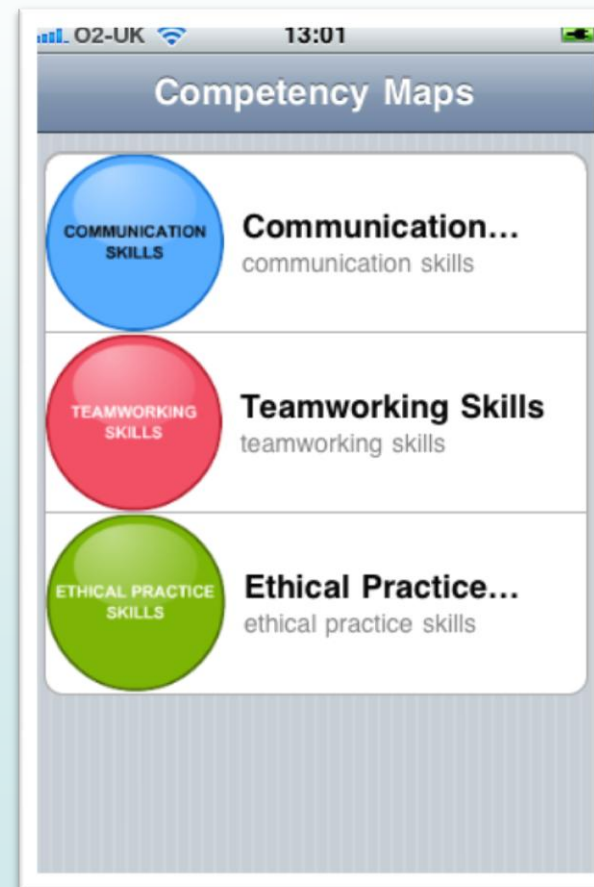 O2-UK 13:01
Competency Maps
COMMUNICATION
SKILLS
Communication...
communication skills
TEAMWORKING
SKILLS
Teamworking Skills
teamworking skills
ETHICAL PRACTICE
SKILLS
Ethical Practice...
ethical practice skills